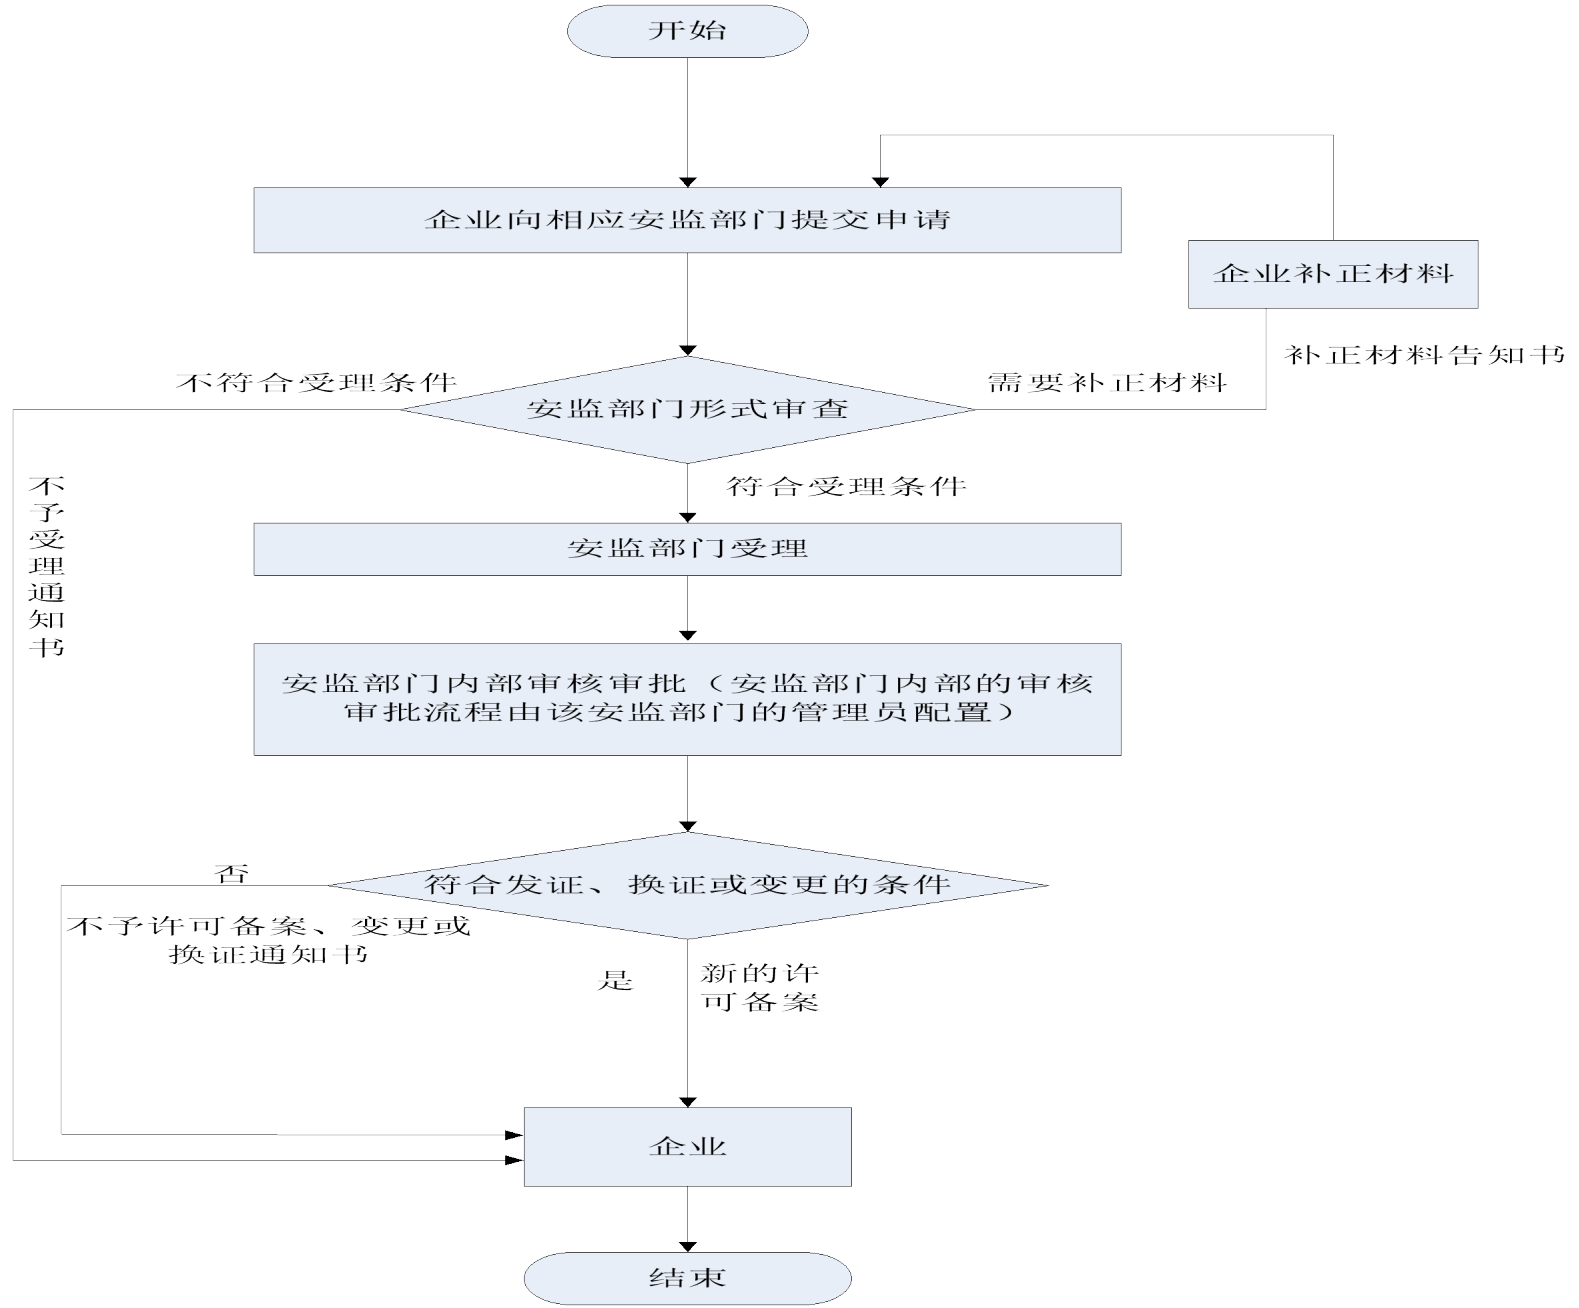 开始
企业向相应安监部门提交申请
企业补正材料
补正材料告知书
不符合受理条件
需要补正材料
安监部门形式审查
不予受理通知书
符合受理条件
安监部门受理
安监部门内部审核审批（安监部门内部的审核
审批流程由该安监部门的管理员配置）
否
符合发证、换证或变更的条件
不予许可备案、变更或
换证通知书
是
新的许
可备案
企业
结束